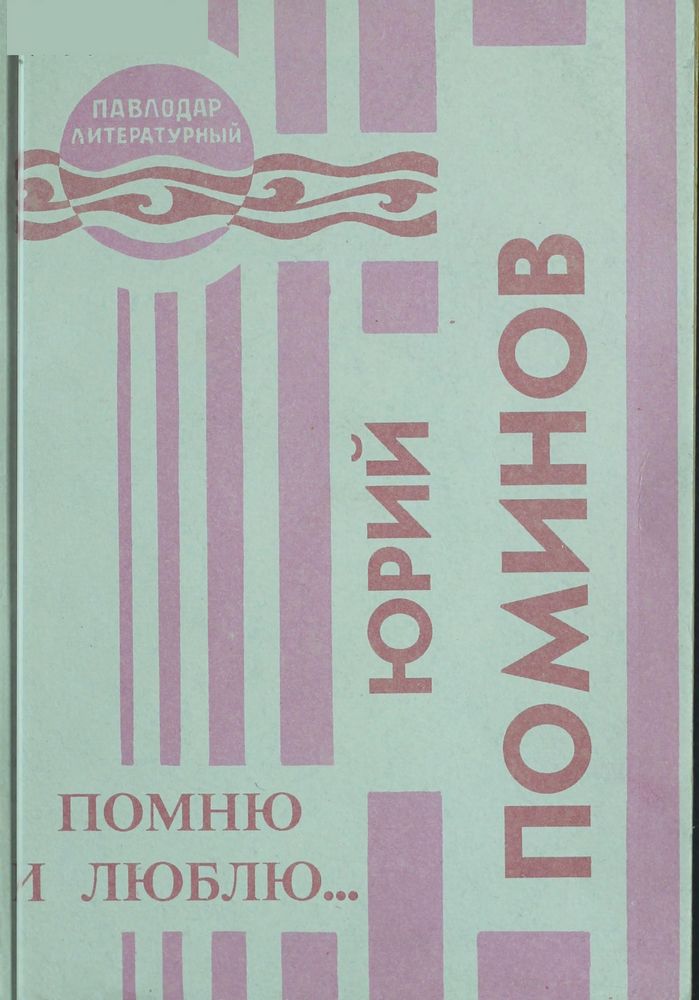 ПАВЛОДАР
ЛИТЕРАТУРНЫЙ
ЮРИЙ
ПОМИНОВ
ПОМНЮ
И ЛЮБЛЮ...